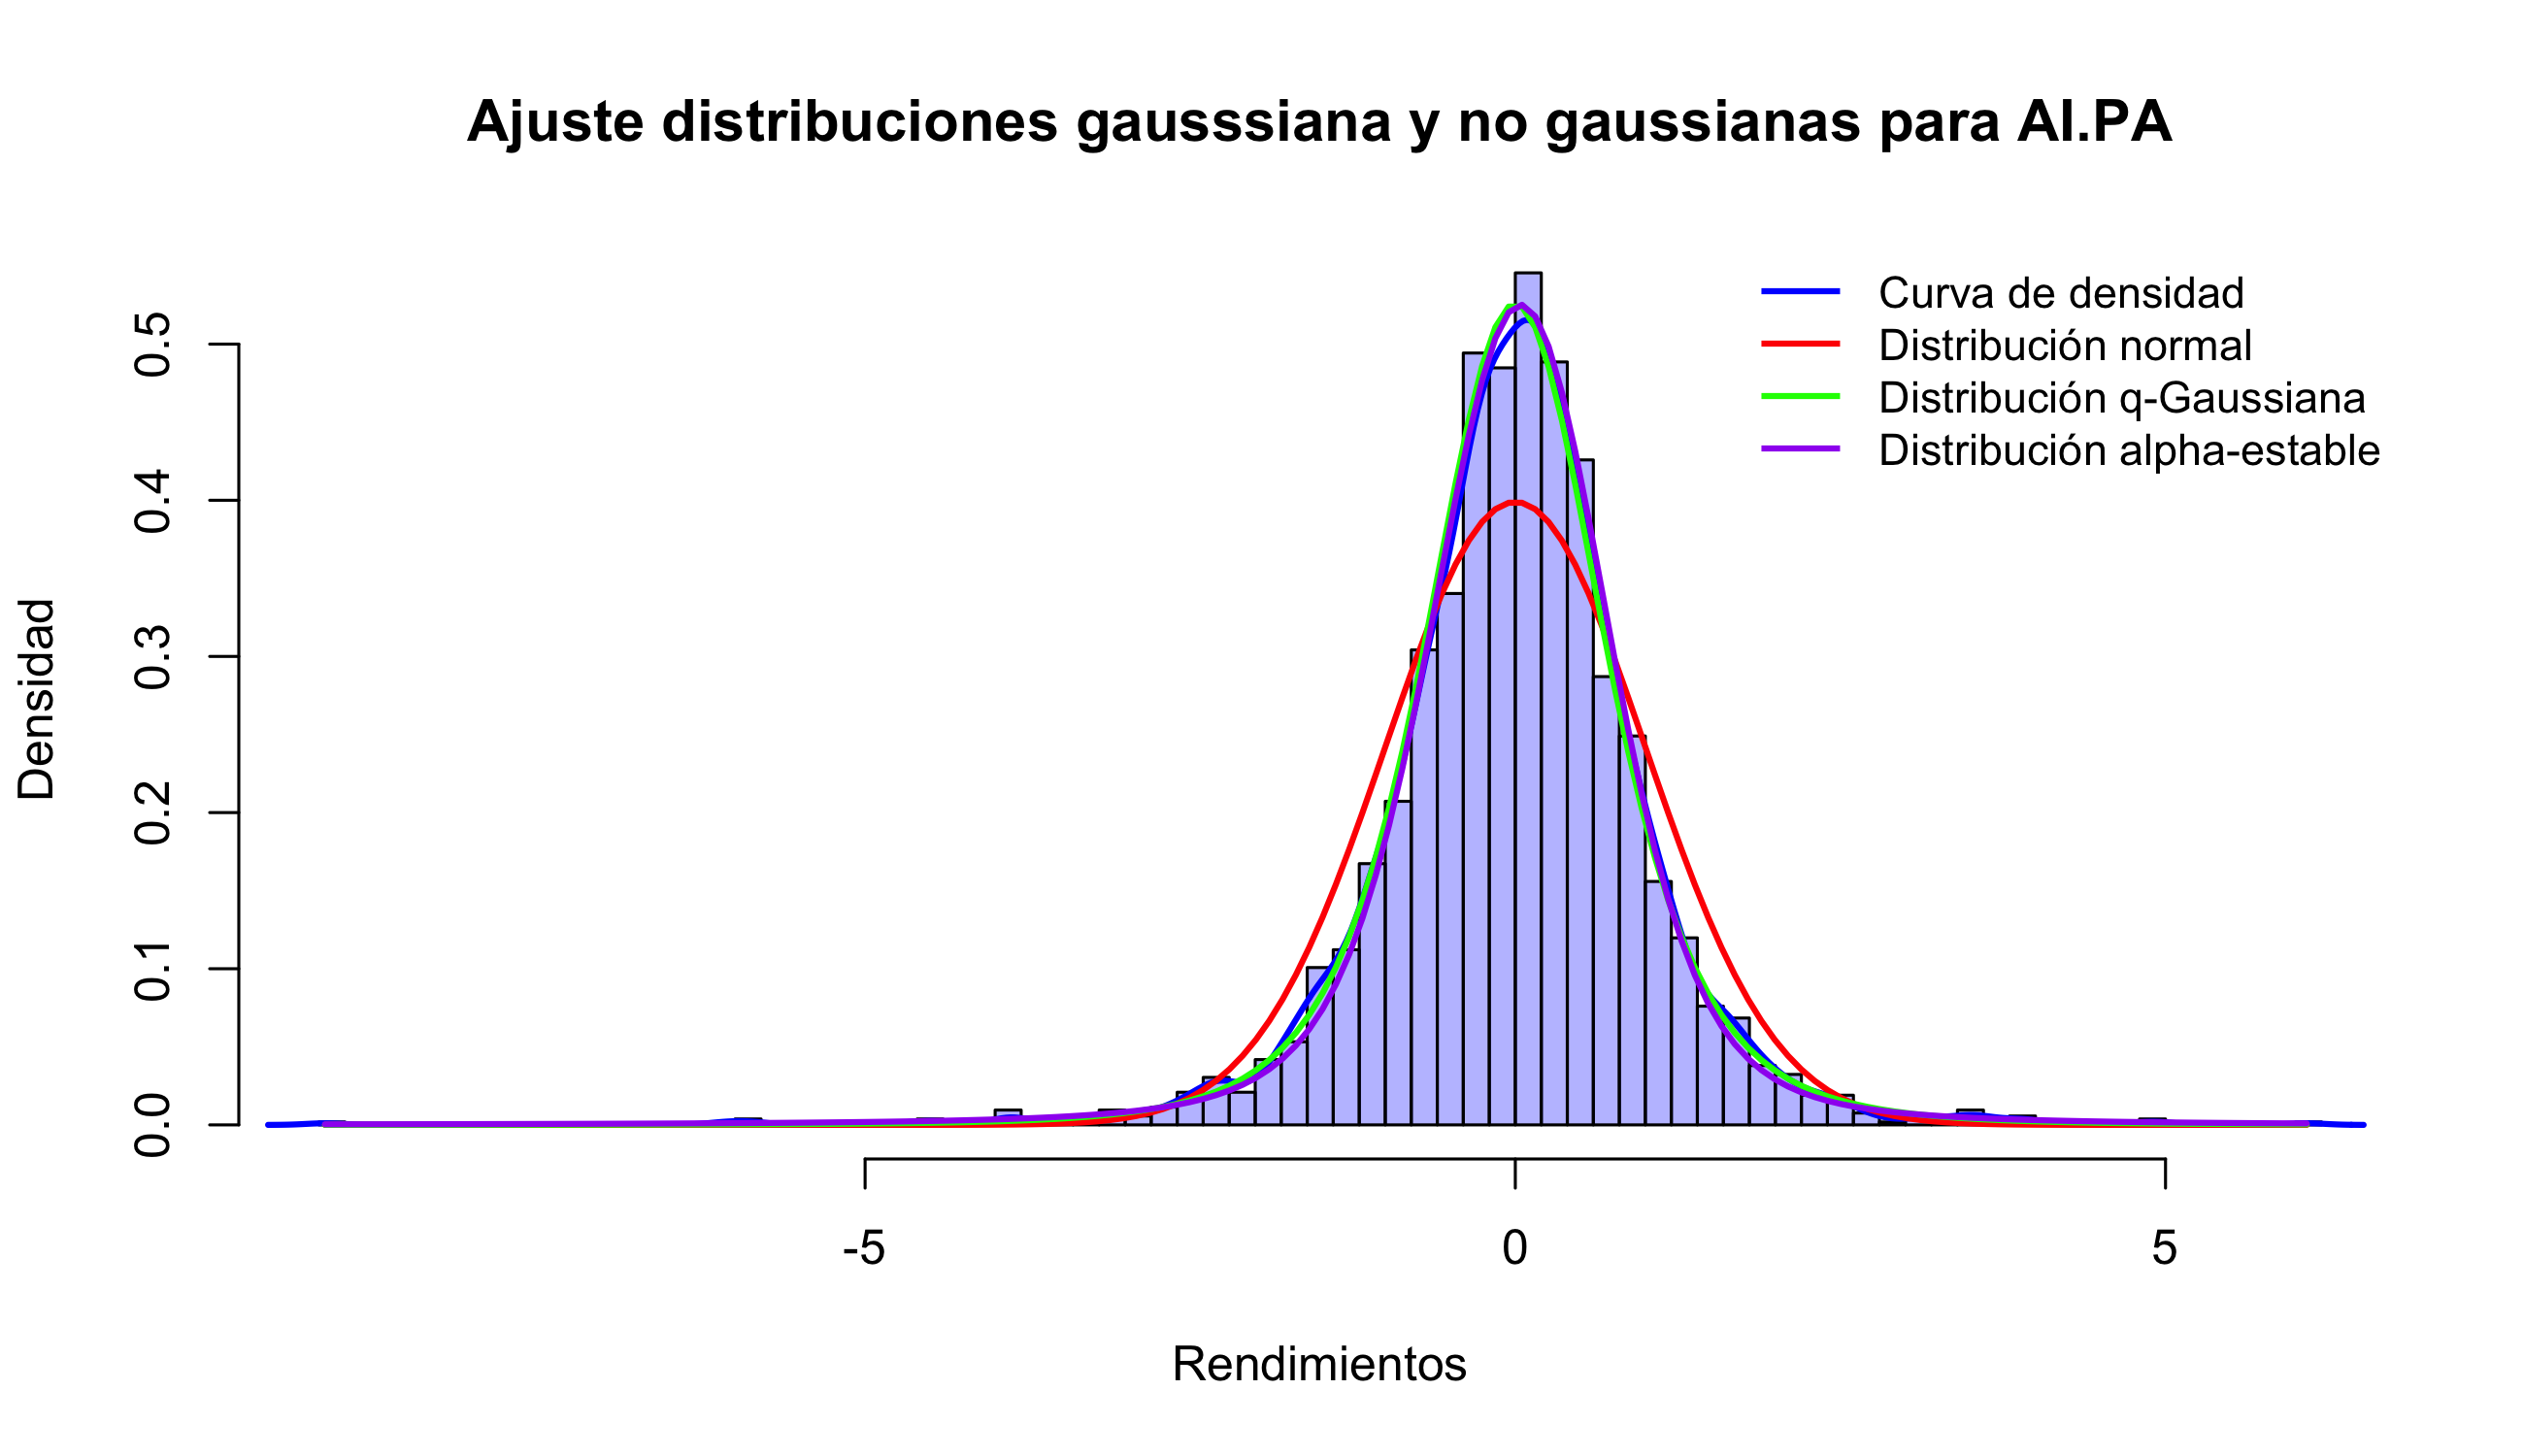 Ajuste distribuciones gausssiana y no gaussianas para AI.PA
Curva de densidad
Distribución normal
Distribución q-Gaussiana
Distribución alpha-estable
Densidad
0.5
0.4
0.3
0.2
0.1
0.0
-5 0 5
Rendimientos